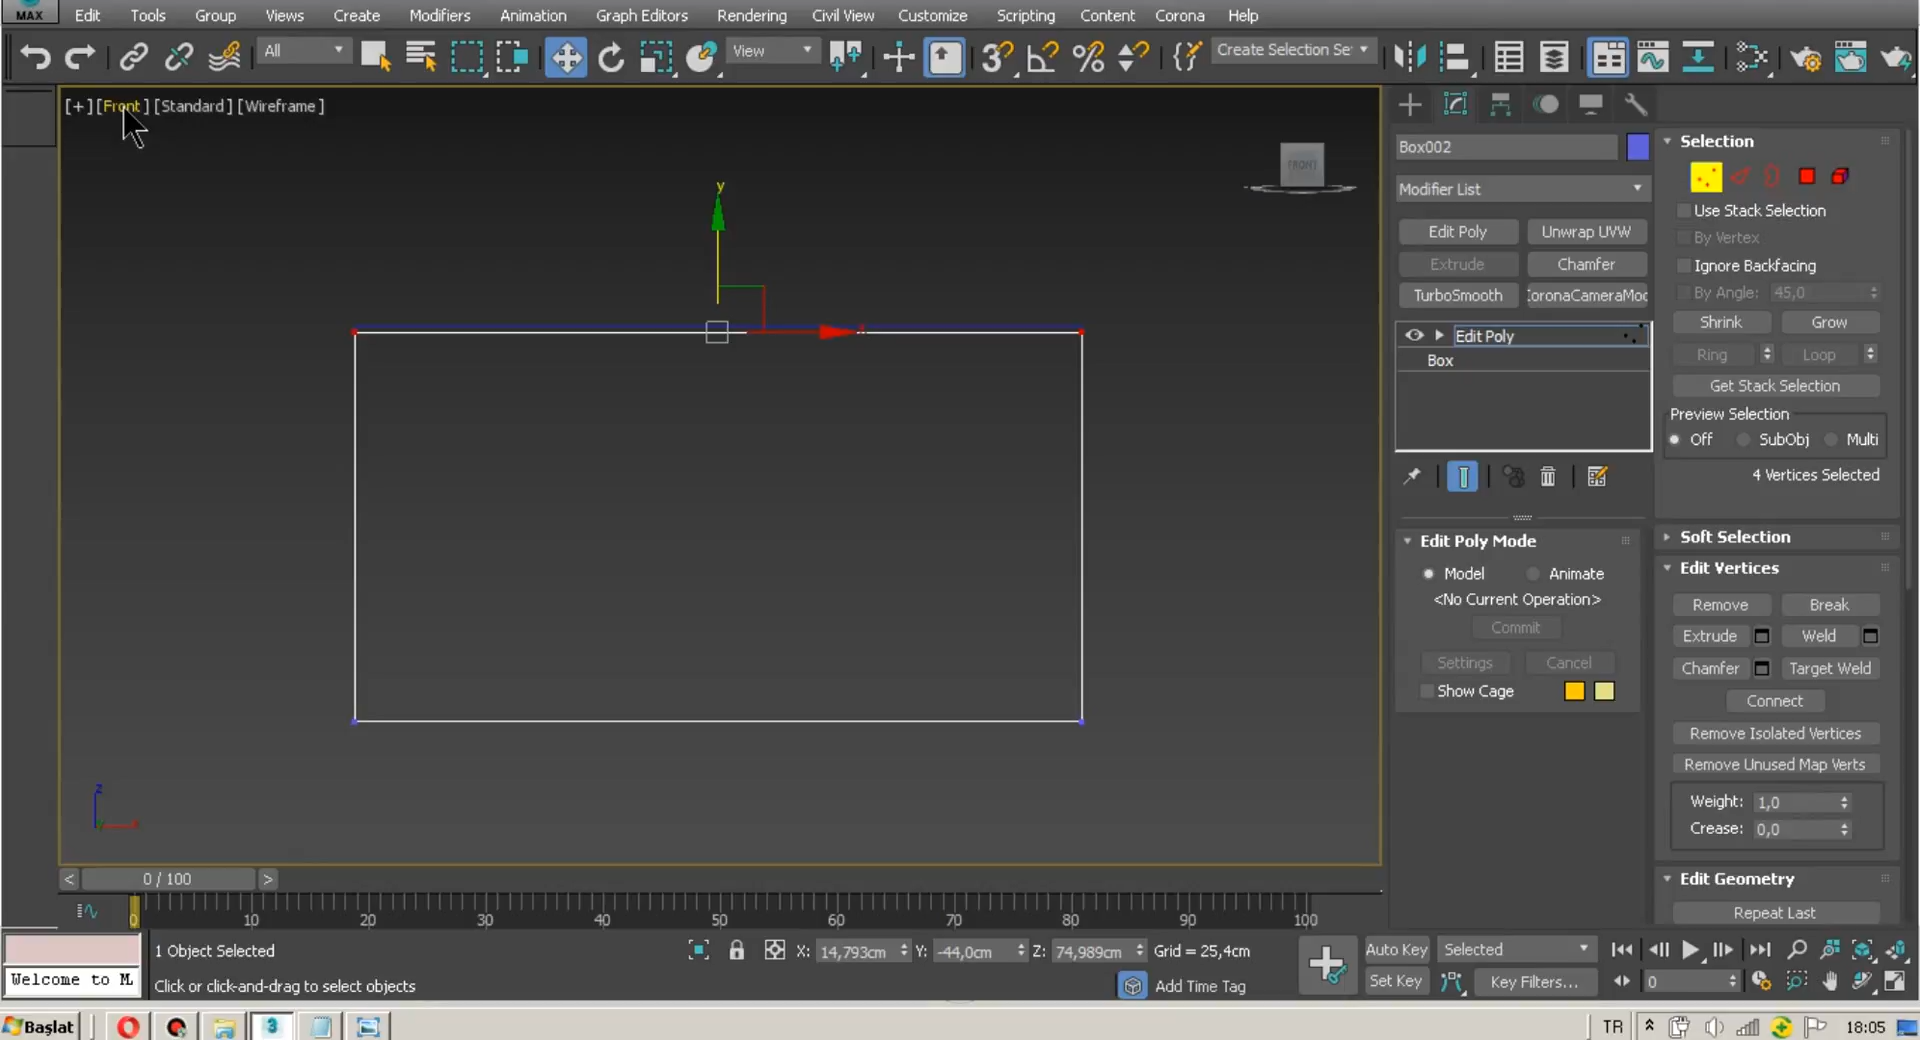 MAX Edit Tools Group Views Create Modifiers Animation Graph Editors Rendering Civil View Customize Scripting Content Corona Help
All View Create Selection Se
[+] [Front] [Standard] [Wireframe]
FRONT
y
z
Box002
Modifier List
Edit Poly Unwrap UVW
Extrude Chamfer
TurboSmooth CoronaCameraMod
Edit Poly
Box
Edit Poly Mode
Model Animate
<No Current Operation>
Commit
Settings Cancel
Show Cage
Selection
Use Stack Selection
By Vertex
Ignore Backfacing
By Angle: 45,0
Shrink Grow
Ring Loop
Get Stack Selection
Preview Selection
Off SubObj Multi
4 Vertices Selected
Soft Selection
Edit Vertices
Remove Break
Extrude Weld
Chamfer Target Weld
Connect
Remove Isolated Vertices
Remove Unused Map Verts
Weight: 1,0
Crease: 0,0
Edit Geometry
Repeat Last
< 0 / 100 >
0 10 20 30 40 50 60 70 80 90 100
1 Object Selected X: 14,793cm Y: -44,0cm Z: 74,989cm Grid = 25,4cm Auto Key Selected
Welcome to M. Click or click-and-drag to select objects Add Time Tag Set Key Key Filters... 0
Başlat 3 TR 18:05